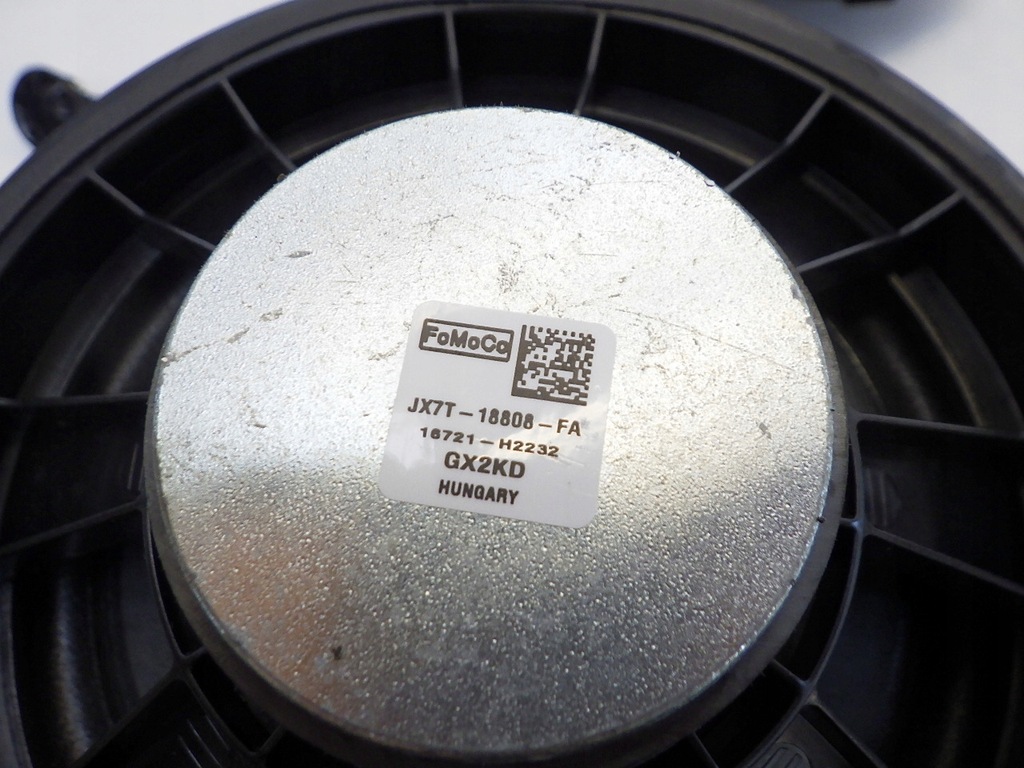 FoMoCo
JX7T-18808-FA
16721-H2232
GX2KD
HUNGARY